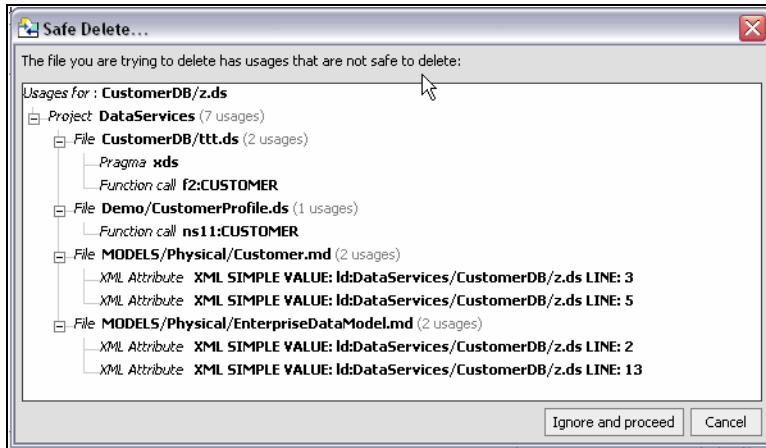 Safe Delete...
The file you are trying to delete has usages that are not safe to delete:
Usages for : CustomerDB/z.ds
Project DataServices (7 usages)
File CustomerDB/ttt.ds (2 usages)
Pragma xds
Function call f2:CUSTOMER
File Demo/CustomerProfile.ds (1 usages)
Function call ns11:CUSTOMER
File MODELS/Physical/Customer.md (2 usages)
XML Attribute XML SIMPLE VALUE: ld:DataServices/CustomerDB/z.ds LINE: 3
XML Attribute XML SIMPLE VALUE: ld:DataServices/CustomerDB/z.ds LINE: 5
File MODELS/Physical/EnterpriseDataModel.md (2 usages)
XML Attribute XML SIMPLE VALUE: ld:DataServices/CustomerDB/z.ds LINE: 2
XML Attribute XML SIMPLE VALUE: ld:DataServices/CustomerDB/z.ds LINE: 13
Ignore and proceed Cancel